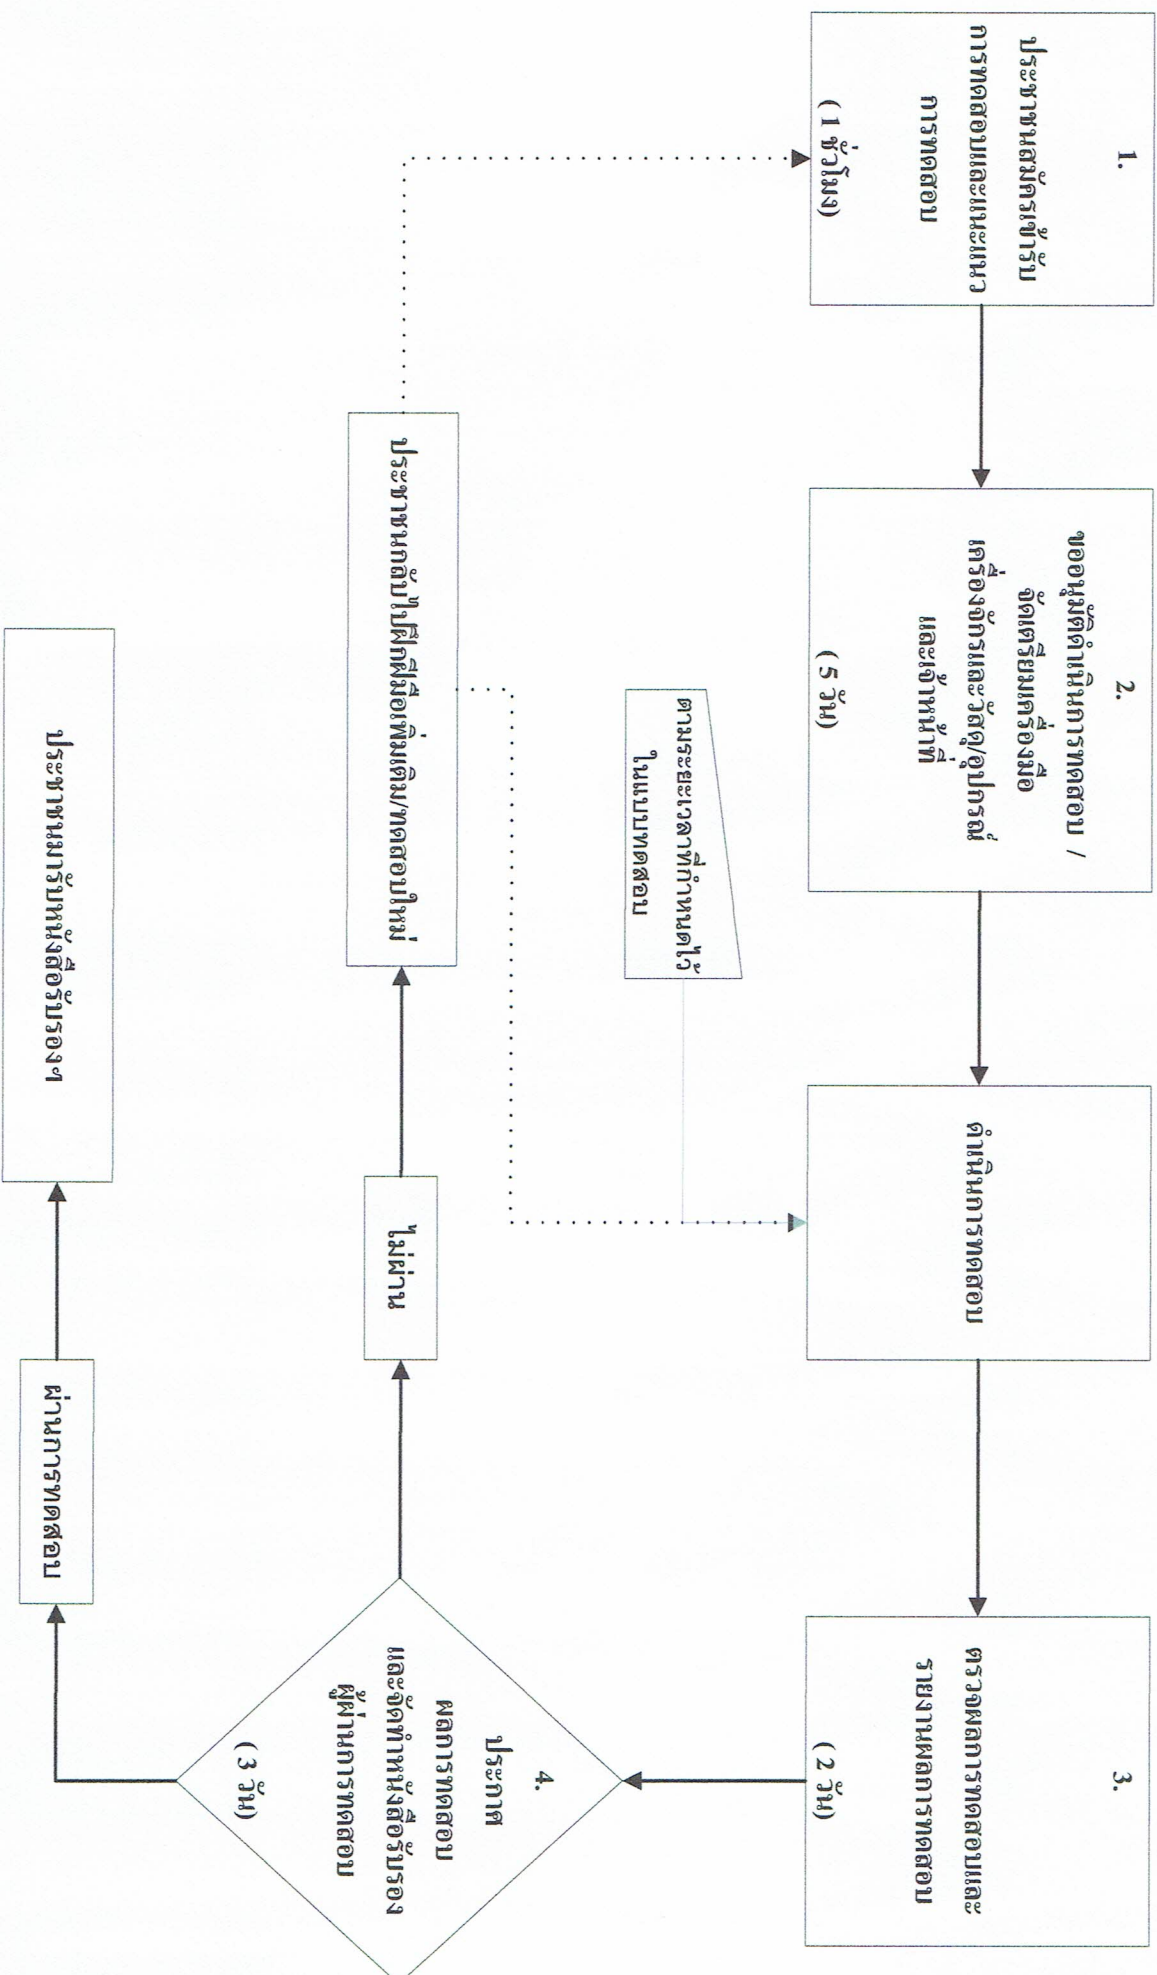 1.
ประชาชนสมัครเข้ารับ
การทดสอบและแนะแนว
การทดสอบ
( 1 ชั่วโมง)
2.
ขออนุมัติดำเนินการทดสอบ /
จัดเตรียมเครื่องมือ
เครื่องจักรและวัสดุ/อุปกรณ์
และเจ้าหน้าที่
( 5 วัน)
ดำเนินการทดสอบ
3.
ตรวจผลการทดสอบและ
รายงานผลการทดสอบ
( 2 วัน)
ตามระยะเวลาที่กำหนดไว้
ในแบบทดสอบ
ประชาชนกลับไปฝึกฝีมือเพิ่มเติม/ทดสอบใหม่
ไม่ผ่าน
4.
ประกาศ
ผลการทดสอบ
และจัดทำหนังสือรับรอง
ผู้ผ่านการทดสอบ
( 3 วัน)
ประชาชนมารับหนังสือรับรองฯ
ผ่านการทดสอบ